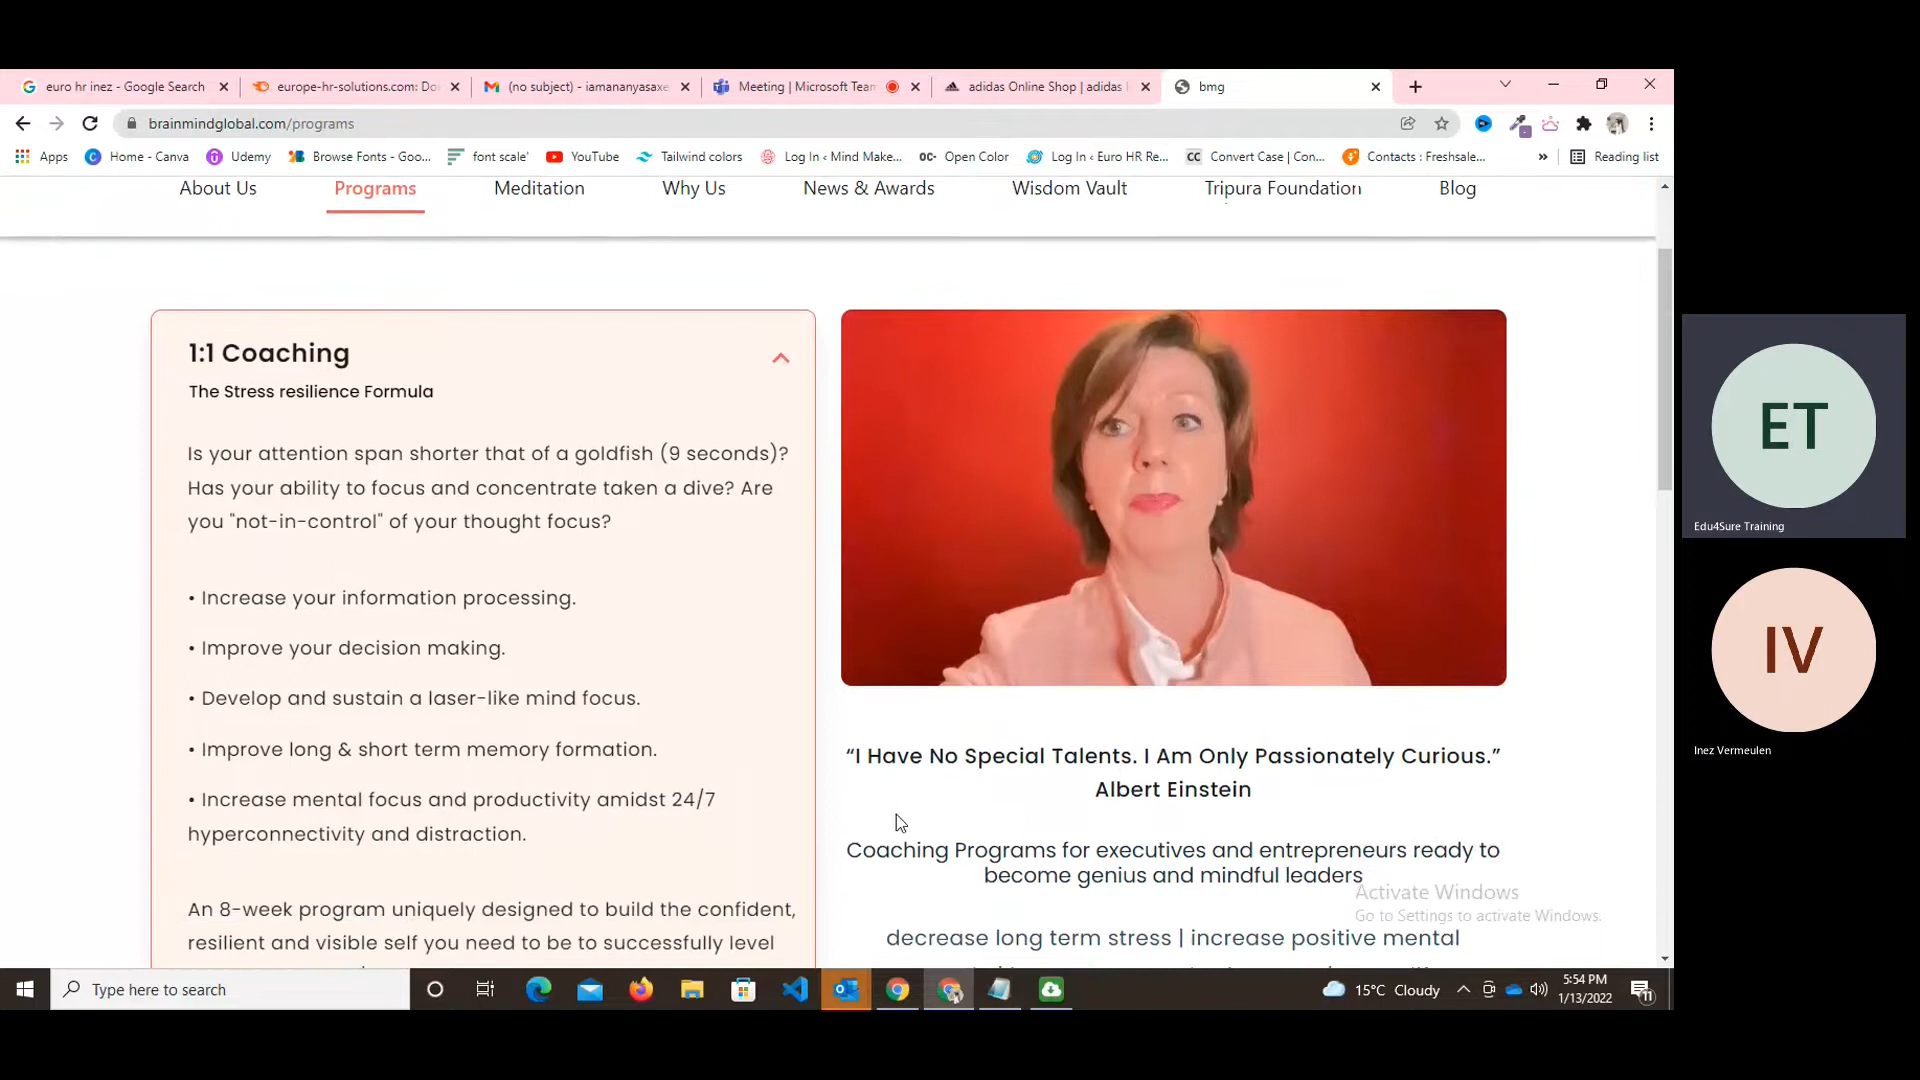 euro hr inez - Google Search
europe-hr-solutions.com: Do
(no subject) - iamananyasaxe
Meeting | Microsoft Team
adidas Online Shop | adidas
bmg
brainmindglobal.com/programs
Apps
Home - Canva
Udemy
Browse Fonts - Goo...
font scale'
YouTube
Tailwind colors
Log In ‹ Mind Make...
OC· Open Color
Log In ‹ Euro HR Re...
CC Convert Case | Con...
Contacts : Freshsale...
»
Reading list
About Us
Programs
Meditation
Why Us
News & Awards
Wisdom Vault
Tripura Foundation
Blog
1:1 Coaching
The Stress resilience Formula
Is your attention span shorter that of a goldfish (9 seconds)?
Has your ability to focus and concentrate taken a dive? Are
you "not-in-control" of your thought focus?
• Increase your information processing.
• Improve your decision making.
• Develop and sustain a laser-like mind focus.
• Improve long & short term memory formation.
• Increase mental focus and productivity amidst 24/7
hyperconnectivity and distraction.
An 8-week program uniquely designed to build the confident,
resilient and visible self you need to be to successfully level
“I Have No Special Talents. I Am Only Passionately Curious.”
Albert Einstein
Coaching Programs for executives and entrepreneurs ready to
become genius and mindful leaders
decrease long term stress | increase positive mental
Activate Windows
Go to Settings to activate Windows.
ET
Edu4Sure Training
IV
Inez Vermeulen
Type here to search
15°C Cloudy
5:54 PM
1/13/2022
11